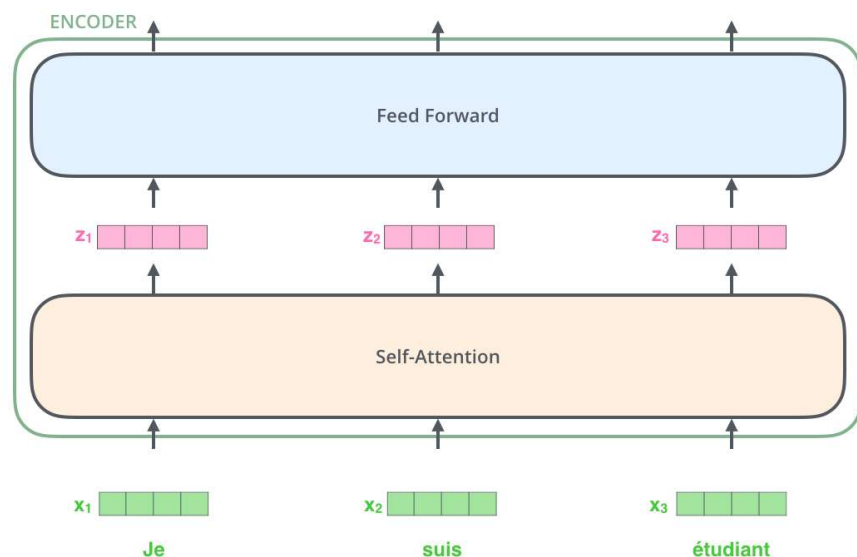 ENCODER
Feed Forward
z₁ z₂ z₃
Self-Attention
x₁ x₂ x₃
Je suis étudiant